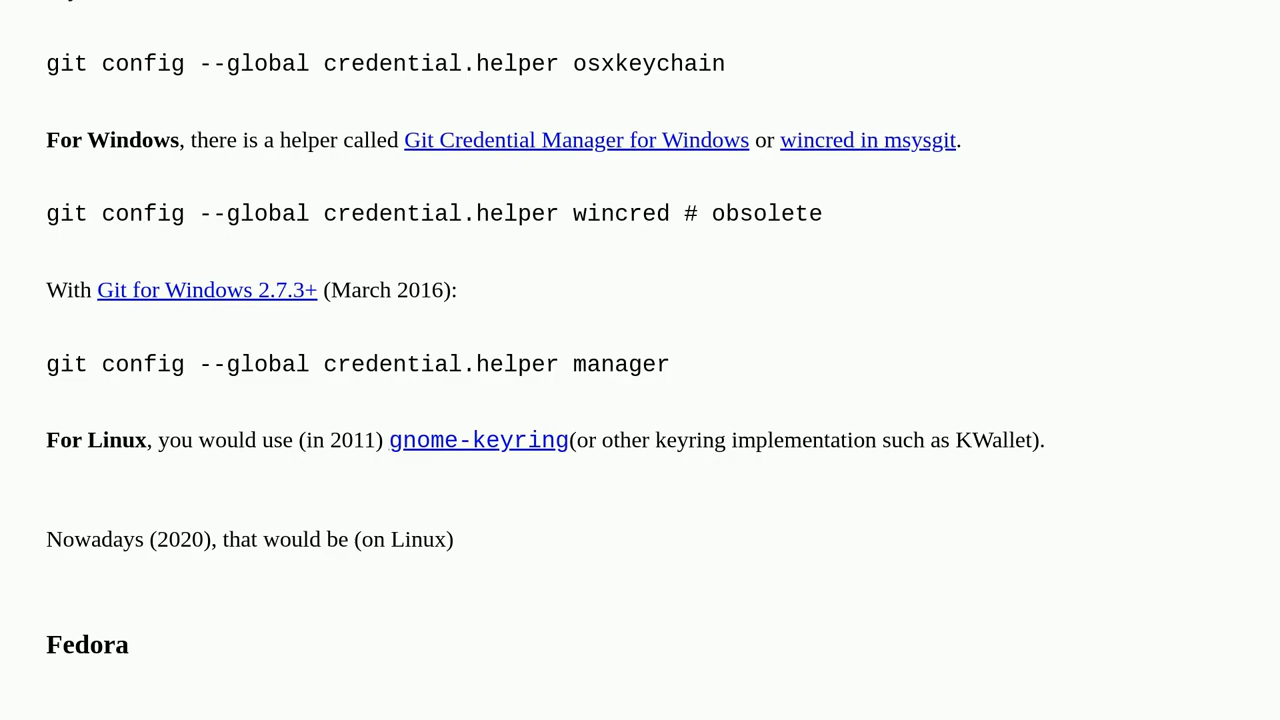 git config --global credential.helper osxkeychain
For Windows, there is a helper called Git Credential Manager for Windows or wincred in msysgit.
git config --global credential.helper wincred # obsolete
With Git for Windows 2.7.3+ (March 2016):
git config --global credential.helper manager
For Linux, you would use (in 2011) gnome-keyring(or other keyring implementation such as KWallet).
Nowadays (2020), that would be (on Linux)
Fedora